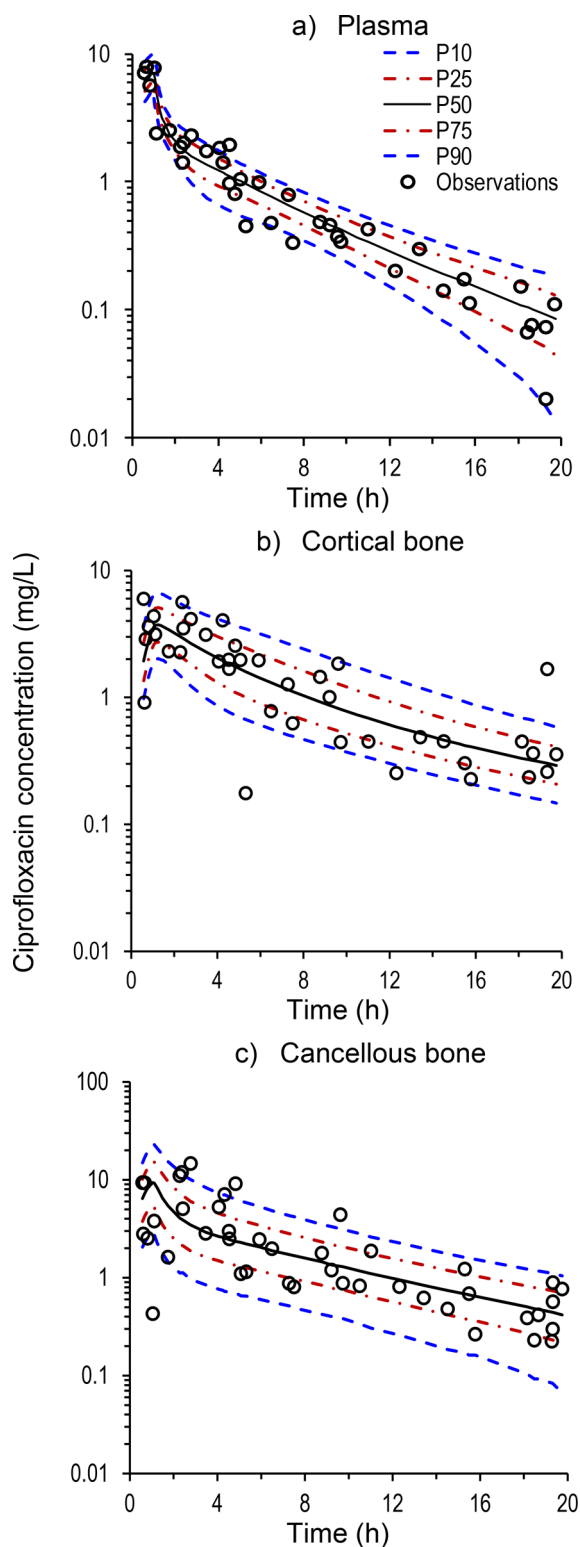 a) Plasma
P10
P25
P50
P75
P90
Observations
10
1
0.1
0.01
0 4 8 12 16 20
Time (h)
Ciprofloxacin concentration (mg/L)
b) Cortical bone
10
1
0.1
0.01
0 4 8 12 16 20
Time (h)
c) Cancellous bone
100
10
1
0.1
0.01
0 4 8 12 16 20
Time (h)